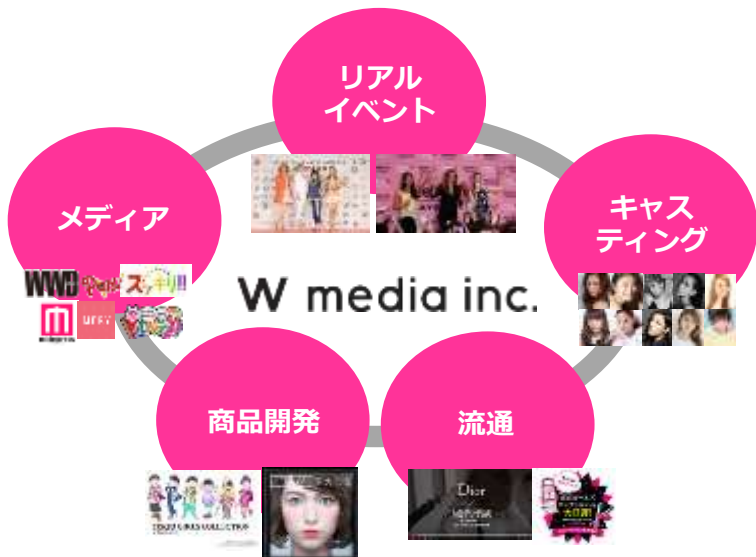 リアル
イベント
メディア
キャス
ティング
WWD
スッキリ!!
W media inc.
商品開発
流通
Dior